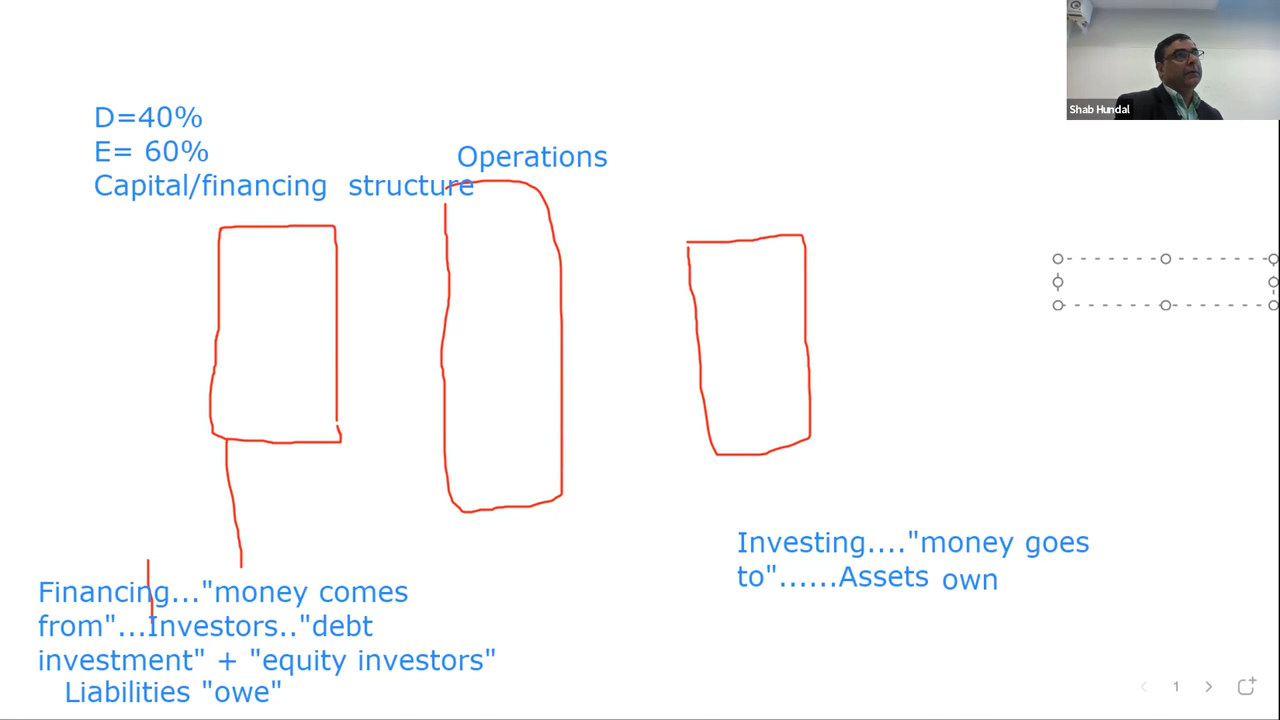 Shab Hundal
D=40%
E= 60%
Capital/financing structure
Operations
Investing...."money goes
to"......Assets own
Financing..."money comes
from"...Investors.."debt
investment" + "equity investors"
Liabilities "owe"
1